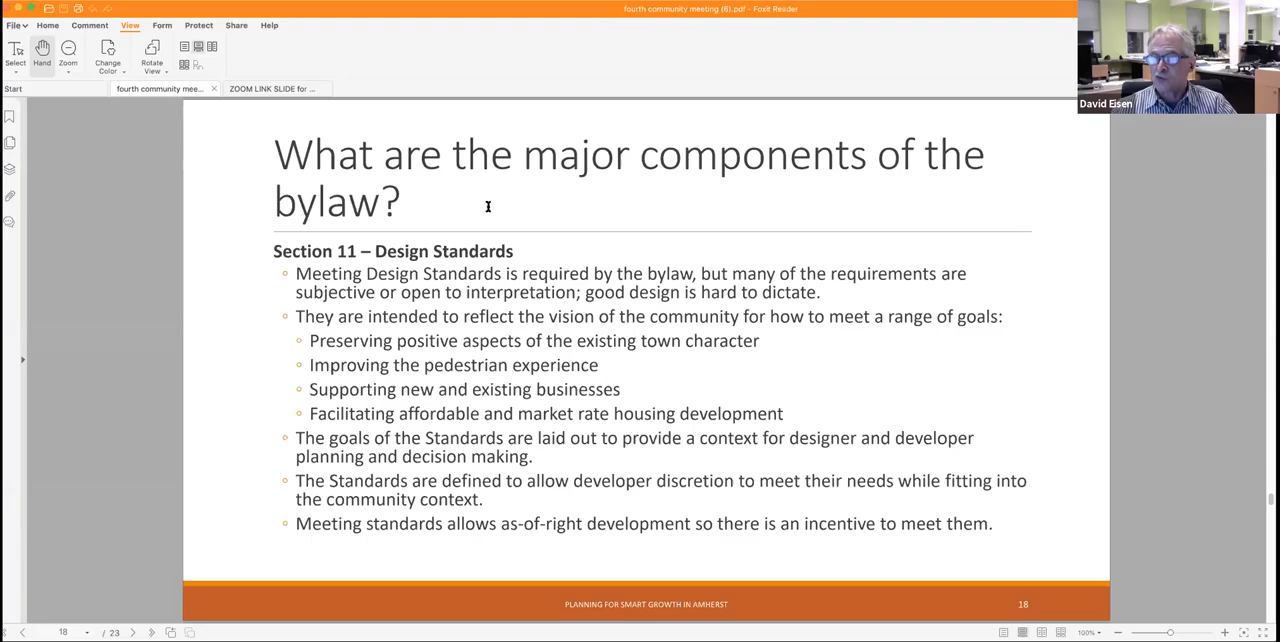 fourth community meeting (6).pdf - Foxit Reader
File Home Comment View Form Protect Share Help
Select Hand Zoom Change Color Rotate View
Start fourth community mee... ZOOM LINK SLIDE for ...
David Eisen
What are the major components of the
bylaw?
Section 11 – Design Standards
Meeting Design Standards is required by the bylaw, but many of the requirements are
subjective or open to interpretation; good design is hard to dictate.
They are intended to reflect the vision of the community for how to meet a range of goals:
Preserving positive aspects of the existing town character
Improving the pedestrian experience
Supporting new and existing businesses
Facilitating affordable and market rate housing development
The goals of the Standards are laid out to provide a context for designer and developer
planning and decision making.
The Standards are defined to allow developer discretion to meet their needs while fitting into
the community context.
Meeting standards allows as-of-right development so there is an incentive to meet them.
PLANNING FOR SMART GROWTH IN AMHERST 18
18 / 23 100%